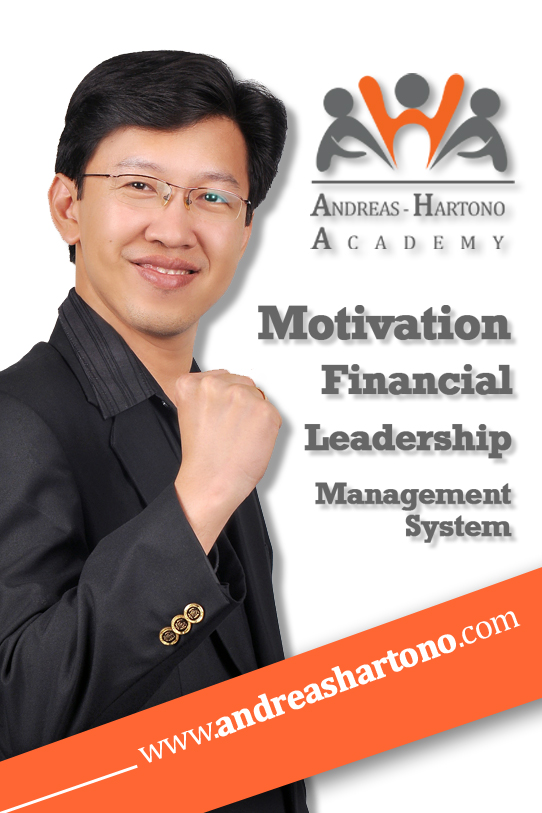 ANDREAS - HARTONO
ACADEMY
Motivation
Financial
Leadership
Management
System
www.andreashartono.com